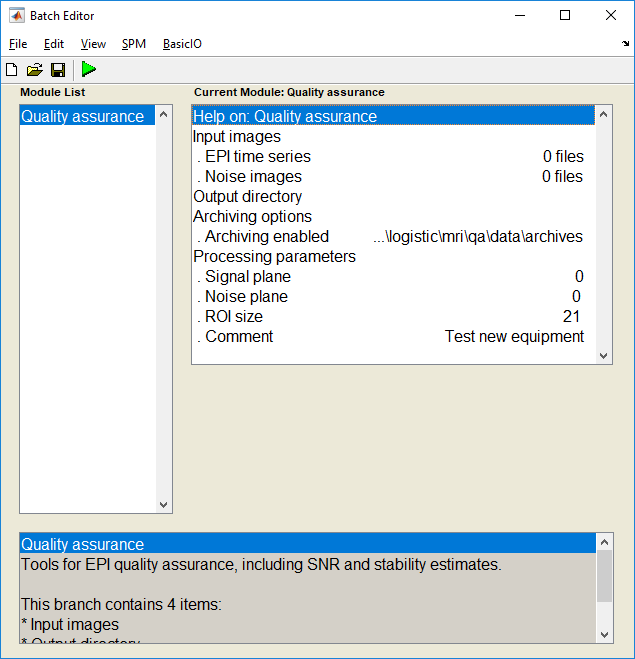 Batch Editor
File Edit View SPM BasicIO
Module List
Current Module: Quality assurance
Quality assurance
Help on: Quality assurance
Input images
. EPI time series 0 files
. Noise images 0 files
Output directory
Archiving options
. Archiving enabled ...\logistic\mri\qa\data\archives
Processing parameters
. Signal plane 0
. Noise plane 0
. ROI size 21
. Comment Test new equipment
Quality assurance
Tools for EPI quality assurance, including SNR and stability estimates.
This branch contains 4 items:
* Input images
* Output directory